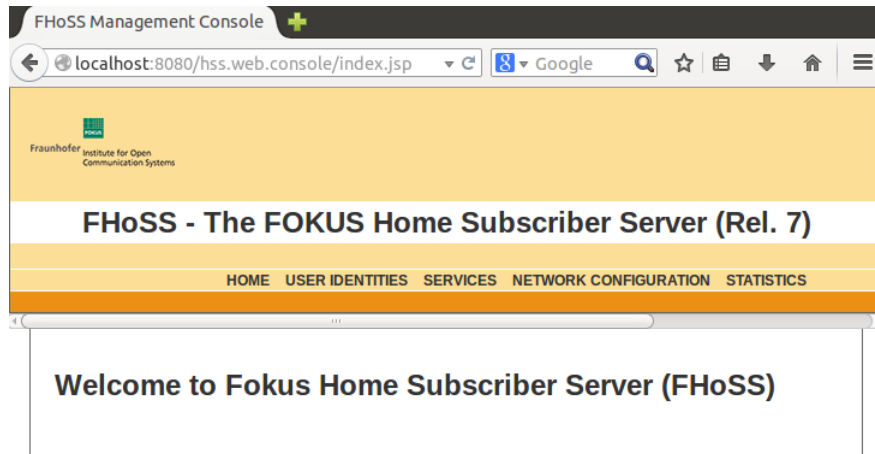 FHoSS Management Console
localhost:8080/hss.web.console/index.jsp
8 Google
FOKUS
Fraunhofer Institute for Open
Communication Systems
FHoSS - The FOKUS Home Subscriber Server (Rel. 7)
HOME USER IDENTITIES SERVICES NETWORK CONFIGURATION STATISTICS
Welcome to Fokus Home Subscriber Server (FHoSS)